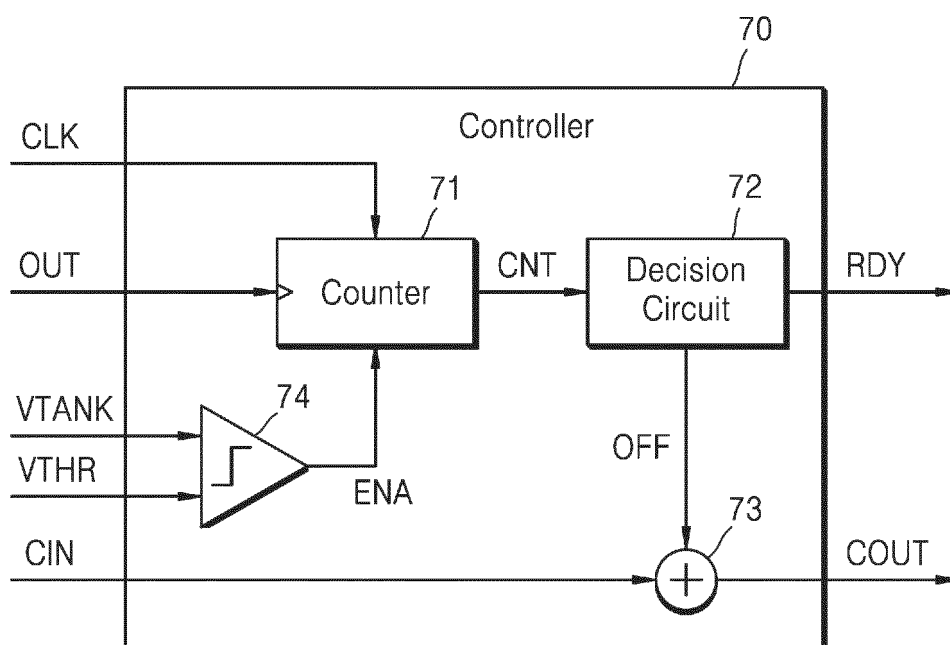 70
Controller
CLK
71
72
OUT
Counter
CNT
Decision
Circuit
RDY
VTANK
74
VTHR
ENA
OFF
73
CIN
+
COUT